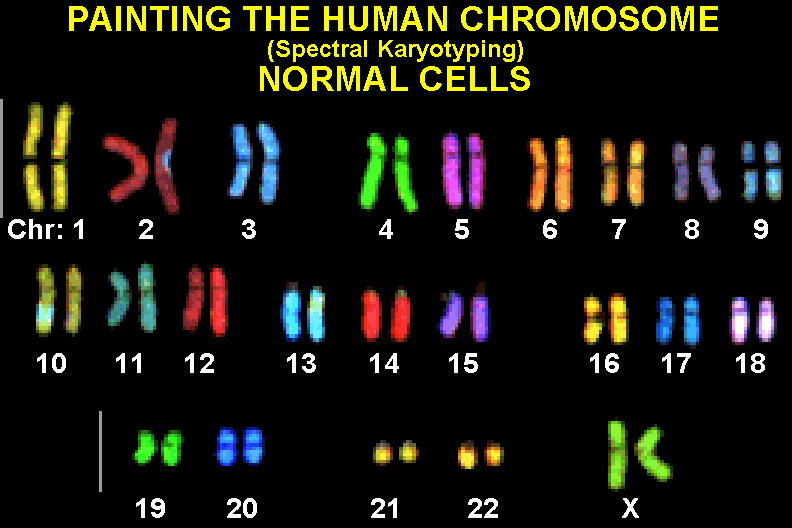 PAINTING THE HUMAN CHROMOSOME
(Spectral Karyotyping)
NORMAL CELLS
Chr: 1 2 3 4 5 6 7 8 9
10 11 12 13 14 15 16 17 18
19 20 21 22 X